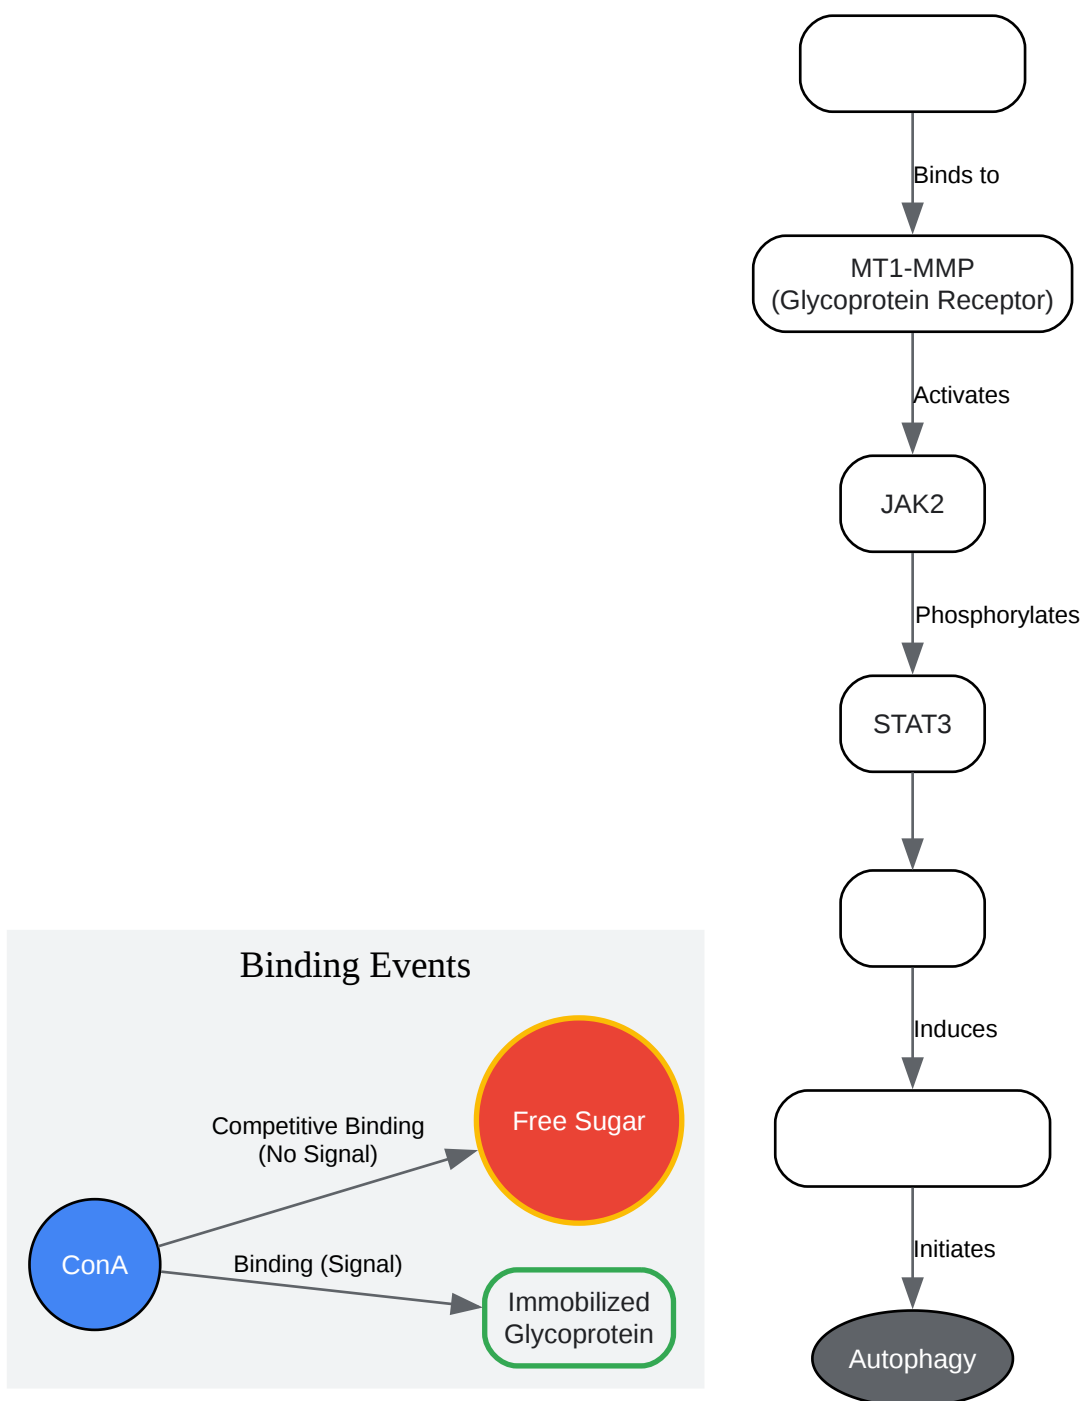 Binds to
MT1-MMP
(Glycoprotein Receptor)
Activates
JAK2
Phosphorylates
STAT3
Induces
Initiates
Autophagy
Binding Events
Free Sugar
Competitive Binding
(No Signal)
ConA
Binding (Signal)
Immobilized
Glycoprotein